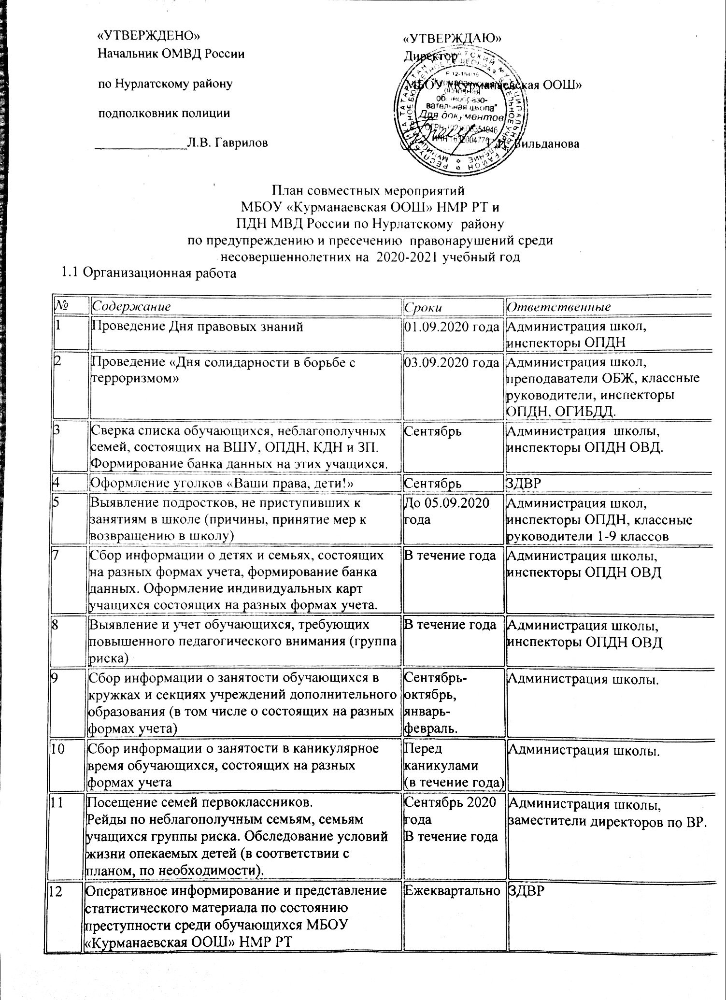 «УТВЕРЖДЕНО»
Начальник ОМВД России
по Нурлатскому району
подполковник полиции
______________Л.В. Гаврилов
«УТВЕРЖДАЮ»
Директор
МБОУ «Курманаевская ООШ»
Вильданова
основная
вательная школа"
Для документов
План совместных мероприятий
МБОУ «Курманаевская ООШ» НМР РТ и
ПДН МВД России по Нурлатскому району
по предупреждению и пресечению правонарушений среди
несовершеннолетних на 2020-2021 учебный год
1.1 Организационная работа
№ Содержание Сроки Ответственные
1 Проведение Дня правовых знаний 01.09.2020 года Администрация школ,
инспекторы ОПДН
2 Проведение «Дня солидарности в борьбе с 03.09.2020 года Администрация школ,
терроризмом» преподаватели ОБЖ, классные
руководители, инспекторы
ОПДН, ОГИБДД.
3 Сверка списка обучающихся, неблагополучных Сентябрь Администрация школы,
семей, состоящих на ВШУ, ОПДН, КДН и ЗП. инспекторы ОПДН ОВД.
Формирование банка данных на этих учащихся.
4 Оформление уголков «Ваши права, дети!» Сентябрь ЗДВР
5 Выявление подростков, не приступивших к До 05.09.2020 Администрация школ,
занятиям в школе (причины, принятие мер к года инспекторы ОПДН, классные
возвращению в школу) руководители 1-9 классов
7 Сбор информации о детях и семьях, состоящих В течение года Администрация школы,
на разных формах учета, формирование банка инспекторы ОПДН ОВД
данных. Оформление индивидуальных карт
учащихся состоящих на разных формах учета.
8 Выявление и учет обучающихся, требующих В течение года Администрация школы,
повышенного педагогического внимания (группа инспекторы ОПДН ОВД
риска)
9 Сбор информации о занятости обучающихся в Сентябрь- Администрация школы.
кружках и секциях учреждений дополнительного октябрь,
образования (в том числе о состоящих на разных январь-
формах учета) февраль.
10 Сбор информации о занятости в каникулярное Перед Администрация школы.
время обучающихся, состоящих на разных каникулами
формах учета (в течение года)
11 Посещение семей первоклассников. Сентябрь 2020 Администрация школы,
Рейды по неблагополучным семьям, семьям года заместители директоров по ВР.
учащихся группы риска. Обследование условий В течение года
жизни опекаемых детей (в соответствии с
планом, по необходимости).
12 Оперативное информирование и представление Ежеквартально ЗДВР
статистического материала по состоянию
преступности среди обучающихся МБОУ
«Курманаевская ООШ» НМР РТ